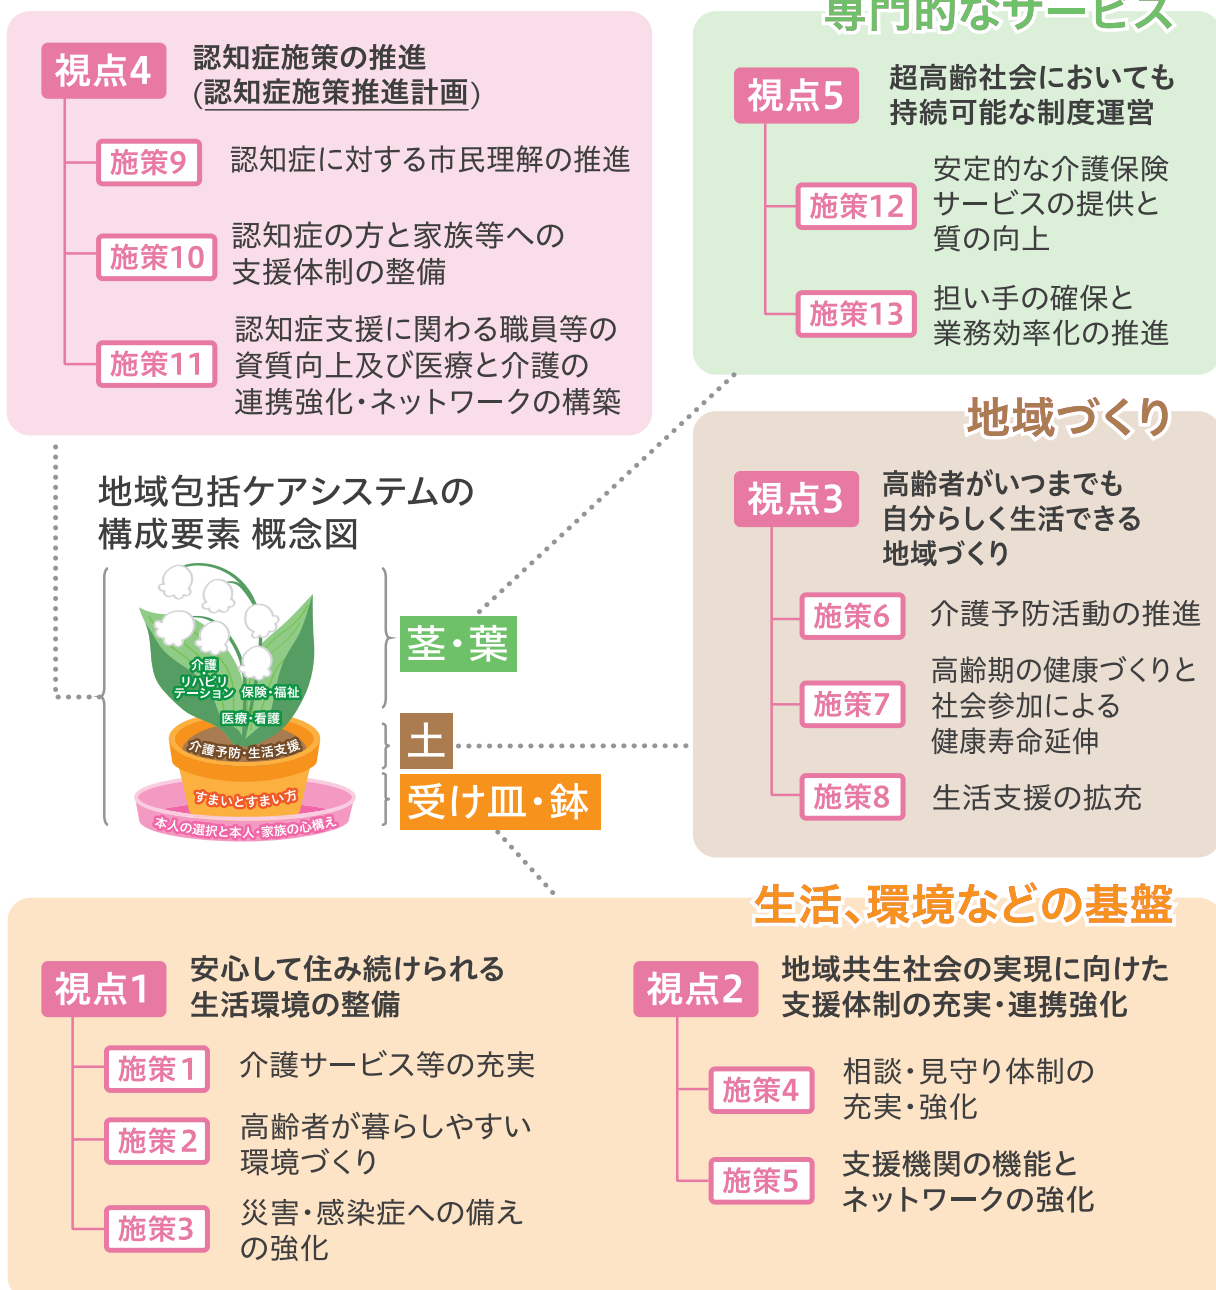 視点4
認知症施策の推進
(認知症施策推進計画)
施策9
認知症に対する市民理解の推進
施策10
認知症の方と家族等への
支援体制の整備
施策11
認知症支援に関わる職員等の
資質向上及び医療と介護の
連携強化・ネットワークの構築
専門的なサービス
視点5
超高齢社会においても
持続可能な制度運営
施策12
安定的な介護保険
サービスの提供と
質の向上
施策13
担い手の確保と
業務効率化の推進
地域包括ケアシステムの
構成要素 概念図
介護
・
リハビリ
テーション
保険・福祉
医療・看護
介護予防・生活支援
すまいとすまい方
本人の選択と本人・家族の心構え
茎・葉
土
受け皿・鉢
地域づくり
視点3
高齢者がいつまでも
自分らしく生活できる
地域づくり
施策6
介護予防活動の推進
施策7
高齢期の健康づくりと
社会参加による
健康寿命延伸
施策8
生活支援の拡充
生活、環境などの基盤
視点1
安心して住み続けられる
生活環境の整備
施策1
介護サービス等の充実
施策2
高齢者が暮らしやすい
環境づくり
施策3
災害・感染症への備え
の強化
視点2
地域共生社会の実現に向けた
支援体制の充実・連携強化
施策4
相談・見守り体制の
充実・強化
施策5
支援機関の機能と
ネットワークの強化